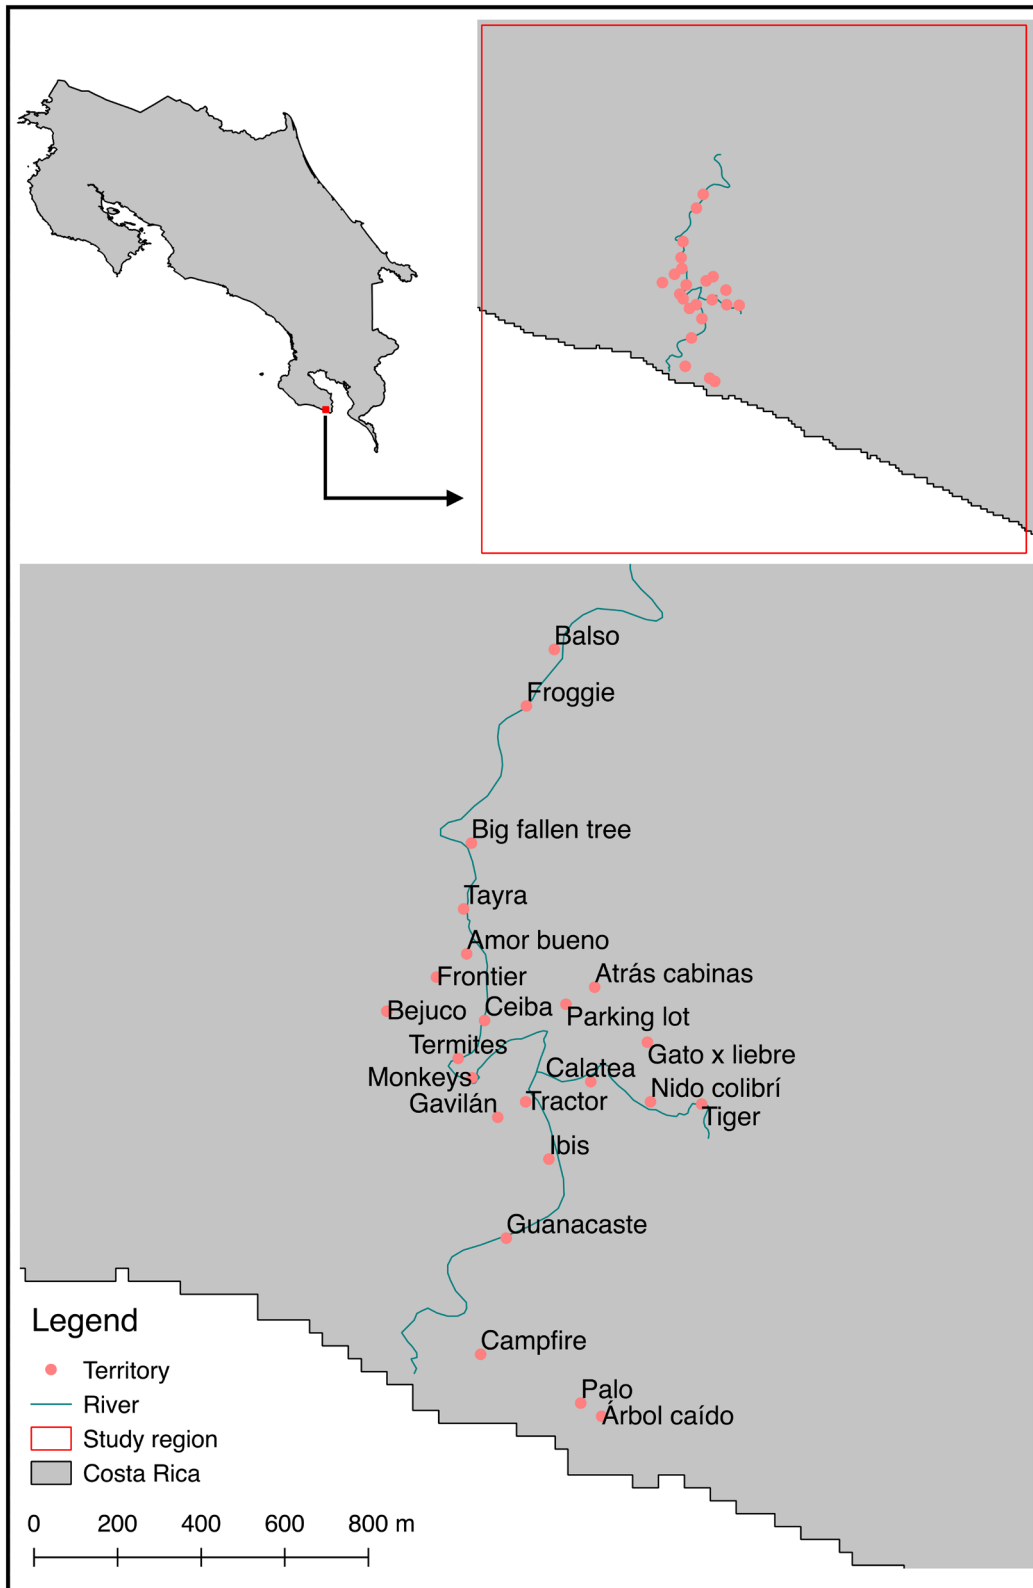 Balso
Froggie
Big fallen tree
Tayra
Amor bueno
Frontier
Atrás cabinas
Bejuco
Ceiba
Parking lot
Termites
Gato x liebre
Monkeys
Calatea
Nido colibrí
Gavilán
Tractor
Tiger
Ibis
Guanacaste
Campfire
Palo
Árbol caído
Legend
Territory
River
Study region
Costa Rica
0 200 400 600 800 m